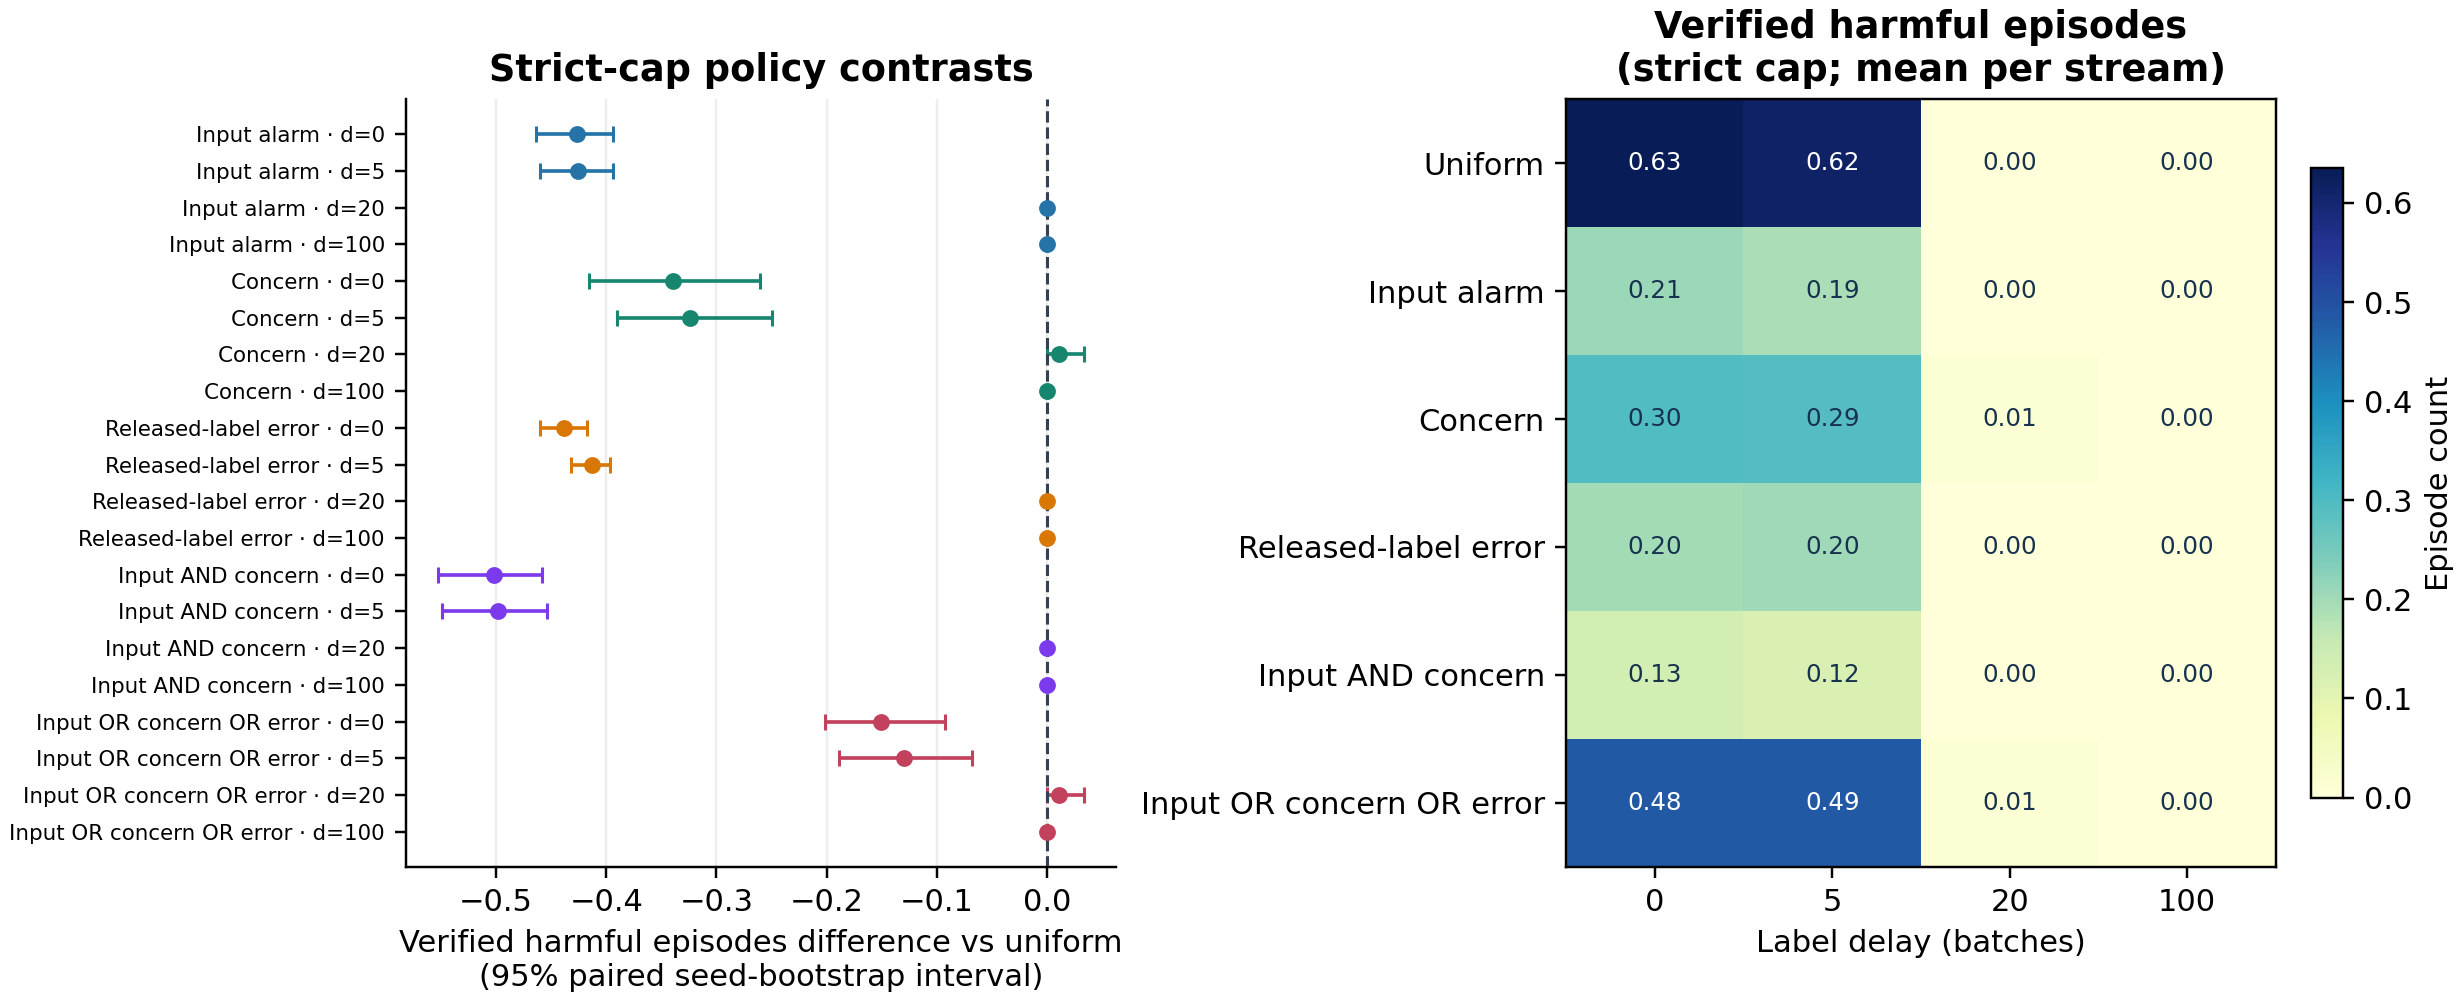 Strict-cap policy contrasts
Input alarm · d=0
Input alarm · d=5
Input alarm · d=20
Input alarm · d=100
Concern · d=0
Concern · d=5
Concern · d=20
Concern · d=100
Released-label error · d=0
Released-label error · d=5
Released-label error · d=20
Released-label error · d=100
Input AND concern · d=0
Input AND concern · d=5
Input AND concern · d=20
Input AND concern · d=100
Input OR concern OR error · d=0
Input OR concern OR error · d=5
Input OR concern OR error · d=20
Input OR concern OR error · d=100
−0.5 −0.4 −0.3 −0.2 −0.1 0.0
Verified harmful episodes difference vs uniform
(95% paired seed-bootstrap interval)
Verified harmful episodes
(strict cap; mean per stream)
Uniform 0.63 0.62 0.00 0.00
Input alarm 0.21 0.19 0.00 0.00
Concern 0.30 0.29 0.01 0.00
Released-label error 0.20 0.20 0.00 0.00
Input AND concern 0.13 0.12 0.00 0.00
Input OR concern OR error 0.48 0.49 0.01 0.00
0 5 20 100
Label delay (batches)
0.6
0.5
0.4
0.3
0.2
0.1
0.0
Episode count